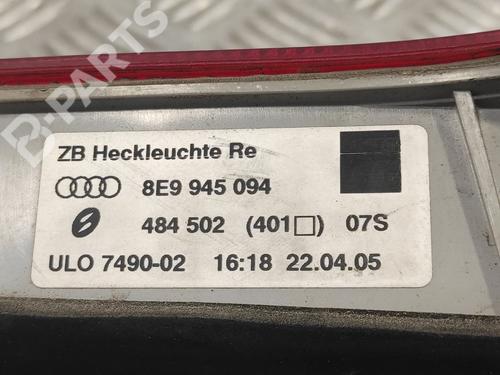 B-PARTS
ZB Heckleuchte Re
8E9 945 094
484 502 (401□) 07S
ULO 7490-02 16:18 22.04.05